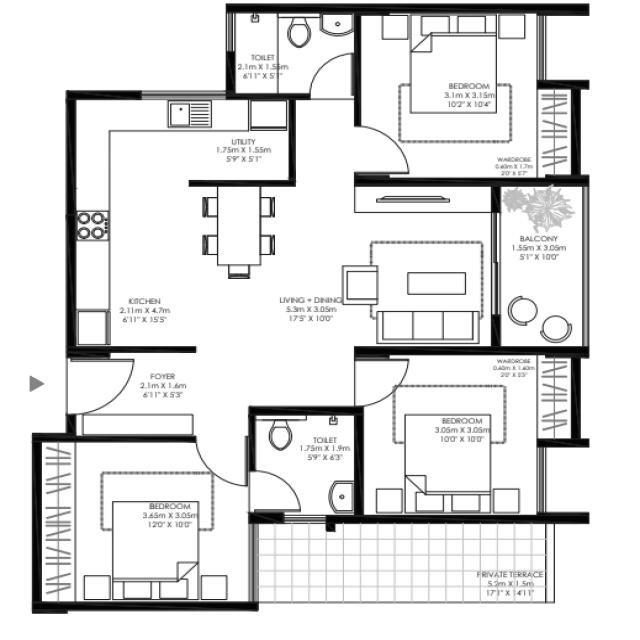 TOILET
2.1m X 1.55m
6'11" X 5'1"
BEDROOM
3.1m X 3.15m
10'2" X 10'4"
UTILITY
1.75m X 1.55m
5'9" X 5'1"
WARDROBE
0.60m X 1.7m
2'0" X 5'7"
BALCONY
1.55m X 3.05m
5'1" X 10'0"
KITCHEN
2.11m X 4.7m
6'11" X 15'5"
LIVING + DINING
5.3m X 3.05m
17'5" X 10'0"
WARDROBE
0.60m X 1.60m
2'0" X 5'3"
FOYER
2.1m X 1.6m
6'11" X 5'3"
BEDROOM
3.05m X 3.05m
10'0" X 10'0"
TOILET
1.75m X 1.9m
5'9" X 6'3"
BEDROOM
3.65m X 3.05m
12'0" X 10'0"
PRIVATE TERRACE
5.2m X 1.5m
17'1" X 14'11"